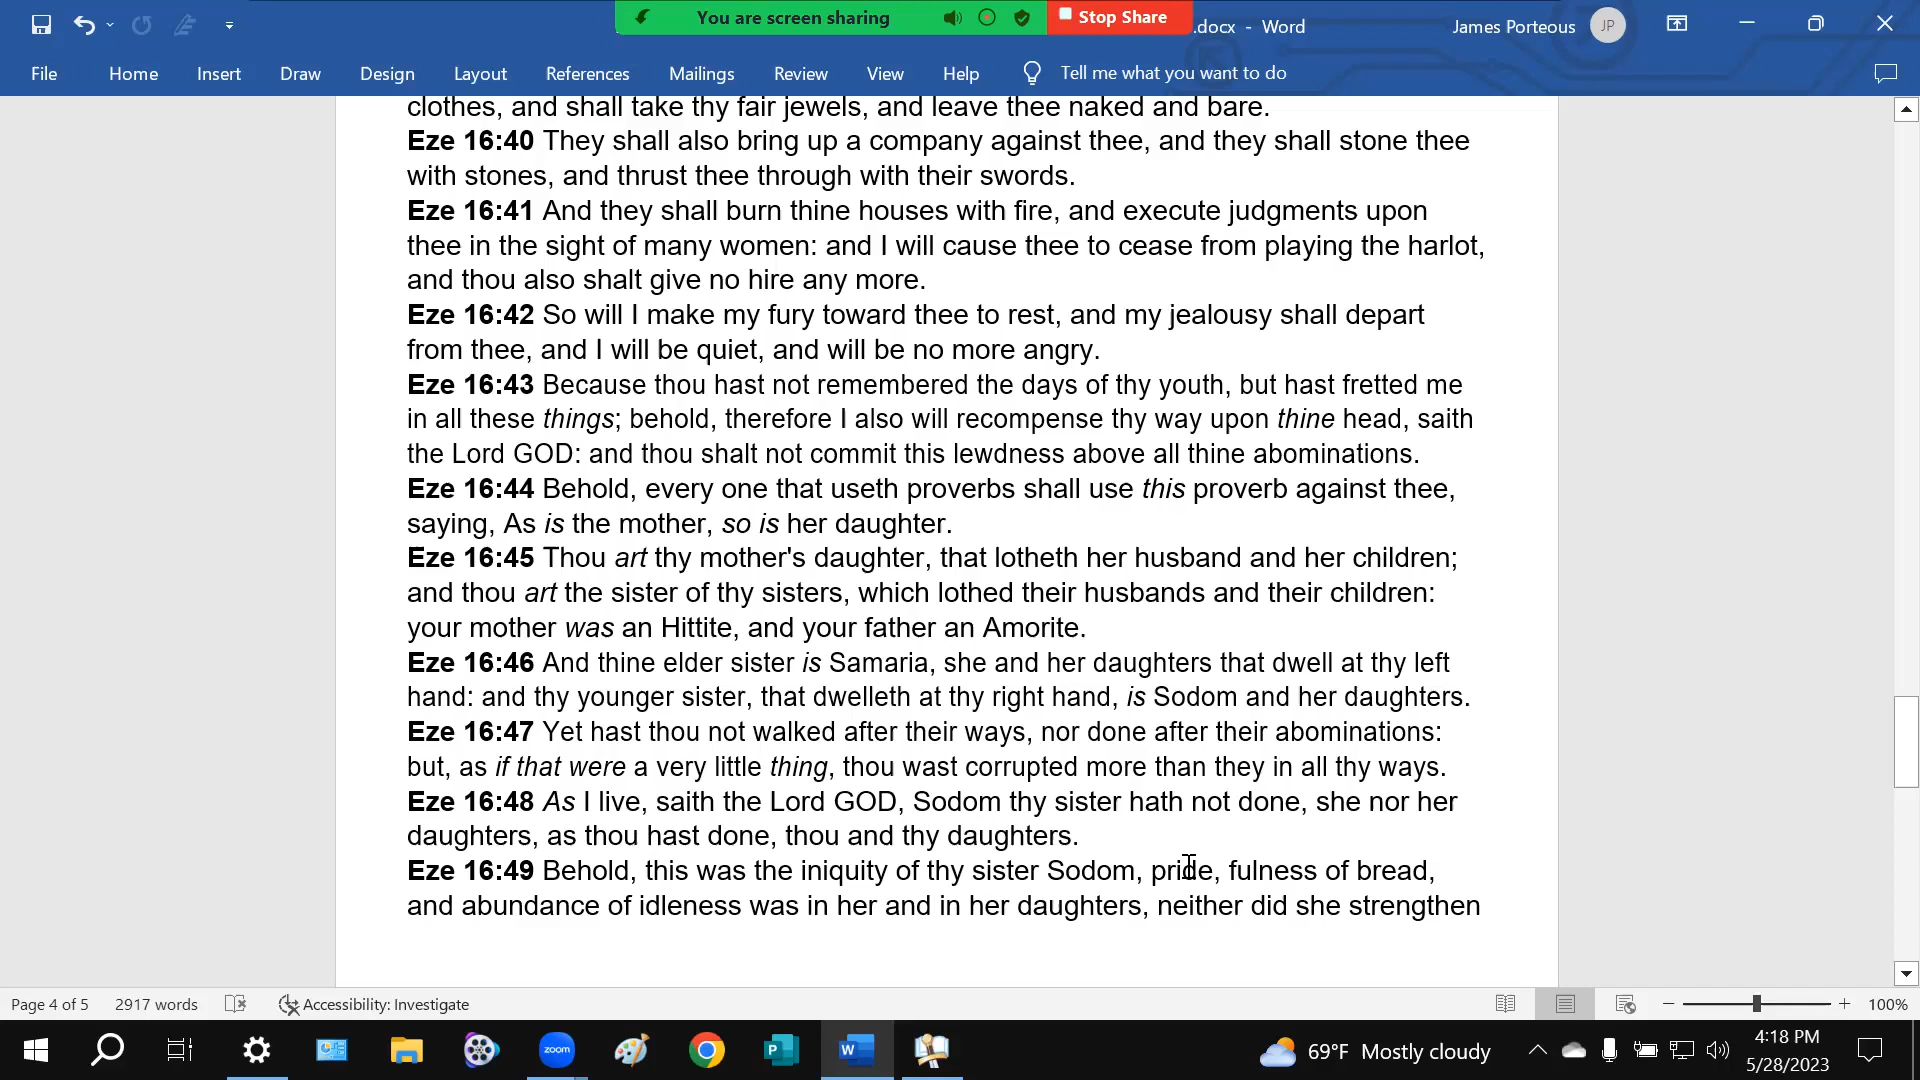 You are screen sharing
Stop Share
.docx - Word
James Porteous
JP
File Home Insert Draw Design Layout References Mailings Review View Help Tell me what you want to do
clothes, and shall take thy fair jewels, and leave thee naked and bare.
Eze 16:40 They shall also bring up a company against thee, and they shall stone thee
with stones, and thrust thee through with their swords.
Eze 16:41 And they shall burn thine houses with fire, and execute judgments upon
thee in the sight of many women: and I will cause thee to cease from playing the harlot,
and thou also shalt give no hire any more.
Eze 16:42 So will I make my fury toward thee to rest, and my jealousy shall depart
from thee, and I will be quiet, and will be no more angry.
Eze 16:43 Because thou hast not remembered the days of thy youth, but hast fretted me
in all these things; behold, therefore I also will recompense thy way upon thine head, saith
the Lord GOD: and thou shalt not commit this lewdness above all thine abominations.
Eze 16:44 Behold, every one that useth proverbs shall use this proverb against thee,
saying, As is the mother, so is her daughter.
Eze 16:45 Thou art thy mother's daughter, that lotheth her husband and her children;
and thou art the sister of thy sisters, which lothed their husbands and their children:
your mother was an Hittite, and your father an Amorite.
Eze 16:46 And thine elder sister is Samaria, she and her daughters that dwell at thy left
hand: and thy younger sister, that dwelleth at thy right hand, is Sodom and her daughters.
Eze 16:47 Yet hast thou not walked after their ways, nor done after their abominations:
but, as if that were a very little thing, thou wast corrupted more than they in all thy ways.
Eze 16:48 As I live, saith the Lord GOD, Sodom thy sister hath not done, she nor her
daughters, as thou hast done, thou and thy daughters.
Eze 16:49 Behold, this was the iniquity of thy sister Sodom, pride, fulness of bread,
and abundance of idleness was in her and in her daughters, neither did she strengthen
Page 4 of 5 2917 words Accessibility: Investigate 100%
zoom
69°F Mostly cloudy
4:18 PM
5/28/2023